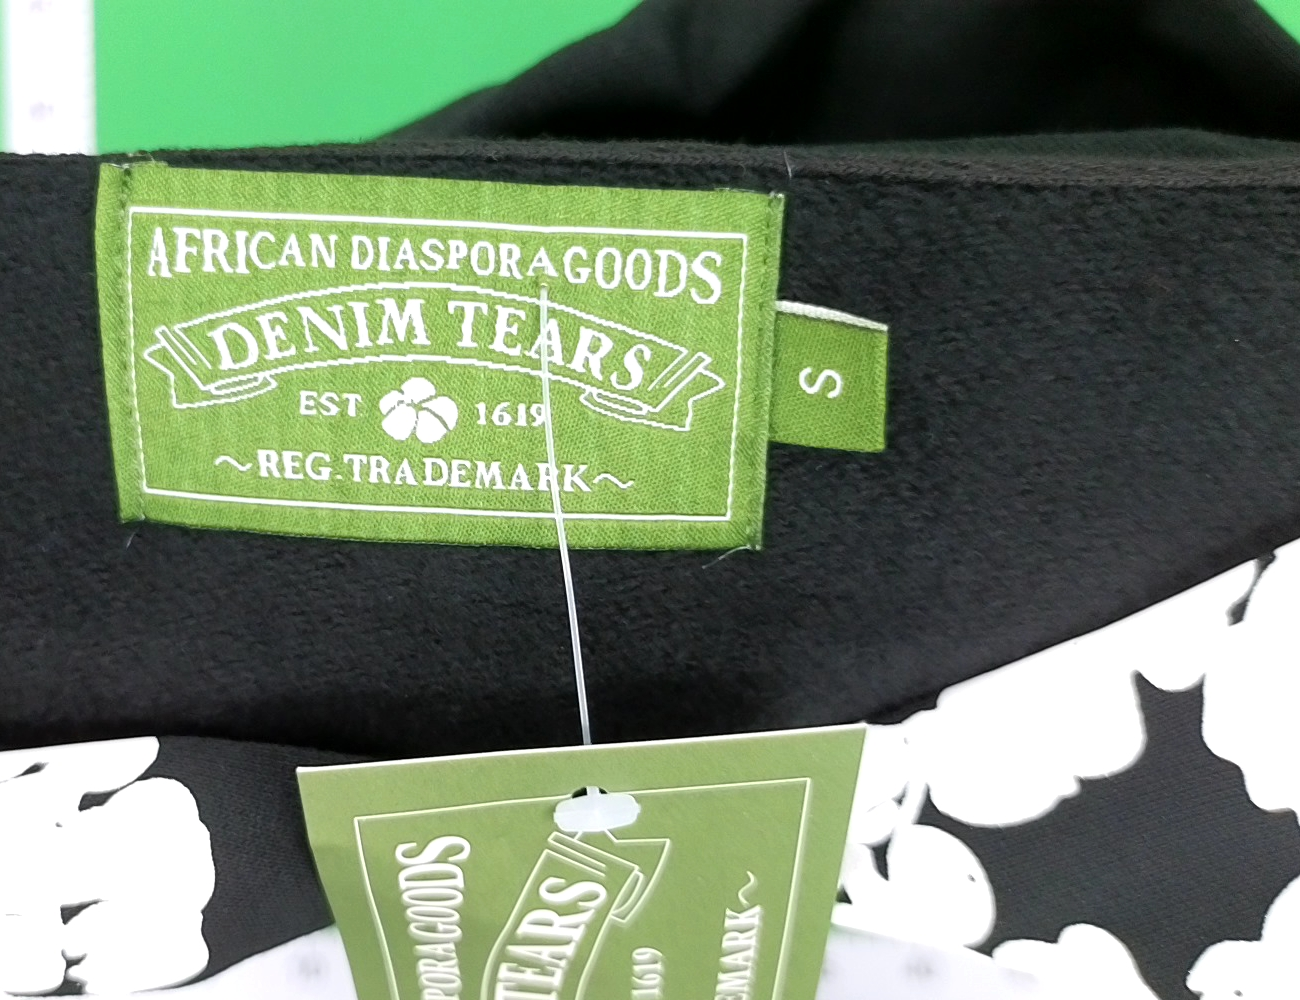 AFRICAN DIASPORA GOODS
DENIM TEARS
EST 1619
~REG.TRADEMARK~
S
PORA GOODS
TEARS
1619
EMARK~